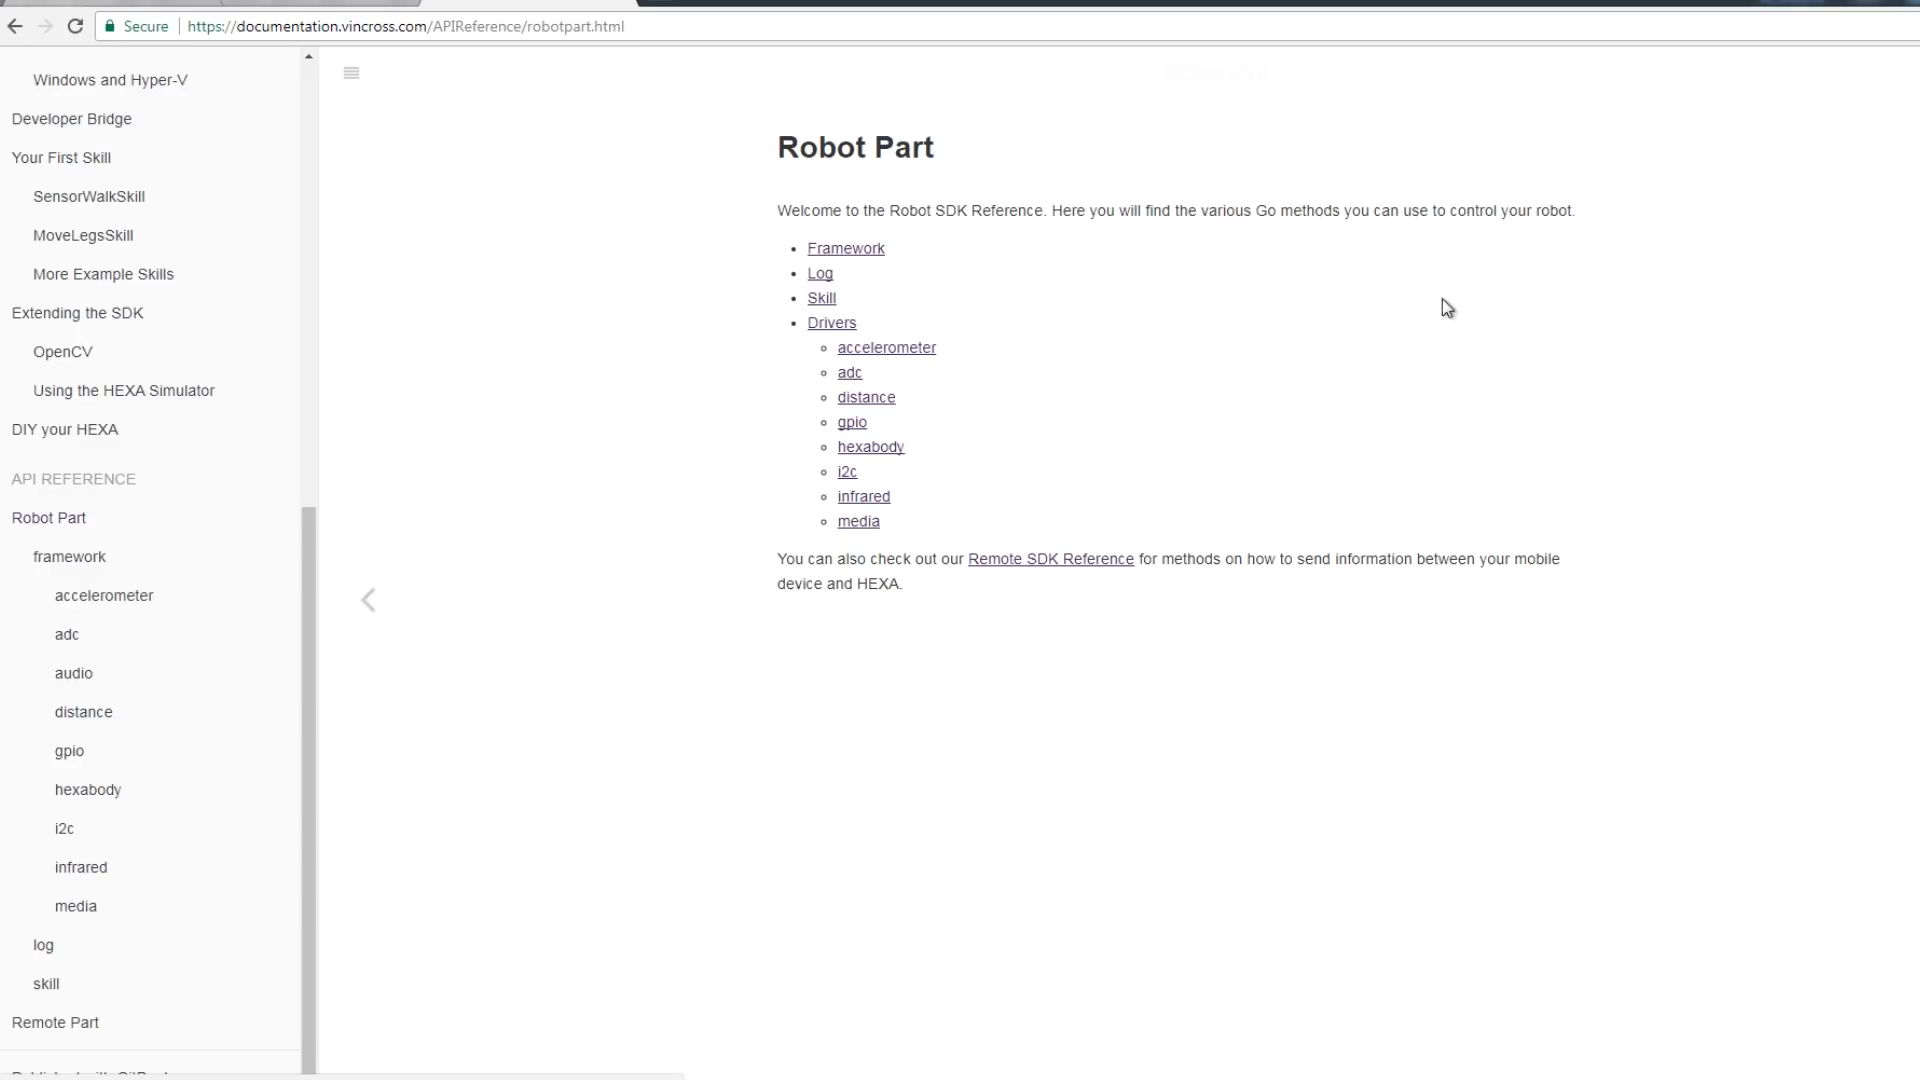 Secure https://documentation.vincross.com/APIReference/robotpart.html
Windows and Hyper-V
Developer Bridge
Your First Skill
SensorWalkSkill
MoveLegsSkill
More Example Skills
Extending the SDK
OpenCV
Using the HEXA Simulator
DIY your HEXA
API REFERENCE
Robot Part
framework
accelerometer
adc
audio
distance
gpio
hexabody
i2c
infrared
media
log
skill
Remote Part
Robot Part
Welcome to the Robot SDK Reference. Here you will find the various Go methods you can use to control your robot.
Framework
Log
Skill
Drivers
accelerometer
adc
distance
gpio
hexabody
i2c
infrared
media
You can also check out our Remote SDK Reference for methods on how to send information between your mobile
device and HEXA.